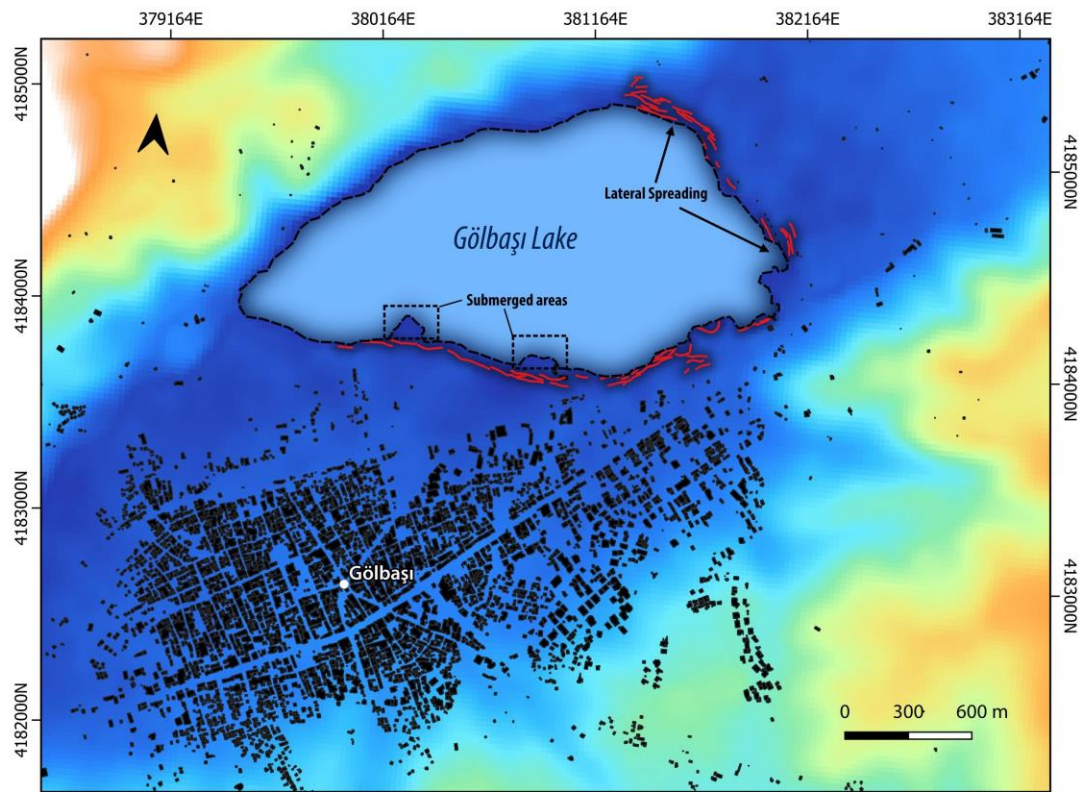 379164E
380164E
381164E
382164E
383164E
4185000N
4184000N
4183000N
4182000N
4185000N
4184000N
4183000N
Lateral Spreading
Gölbaşı Lake
Submerged areas
Gölbaşı
0 300 600 m